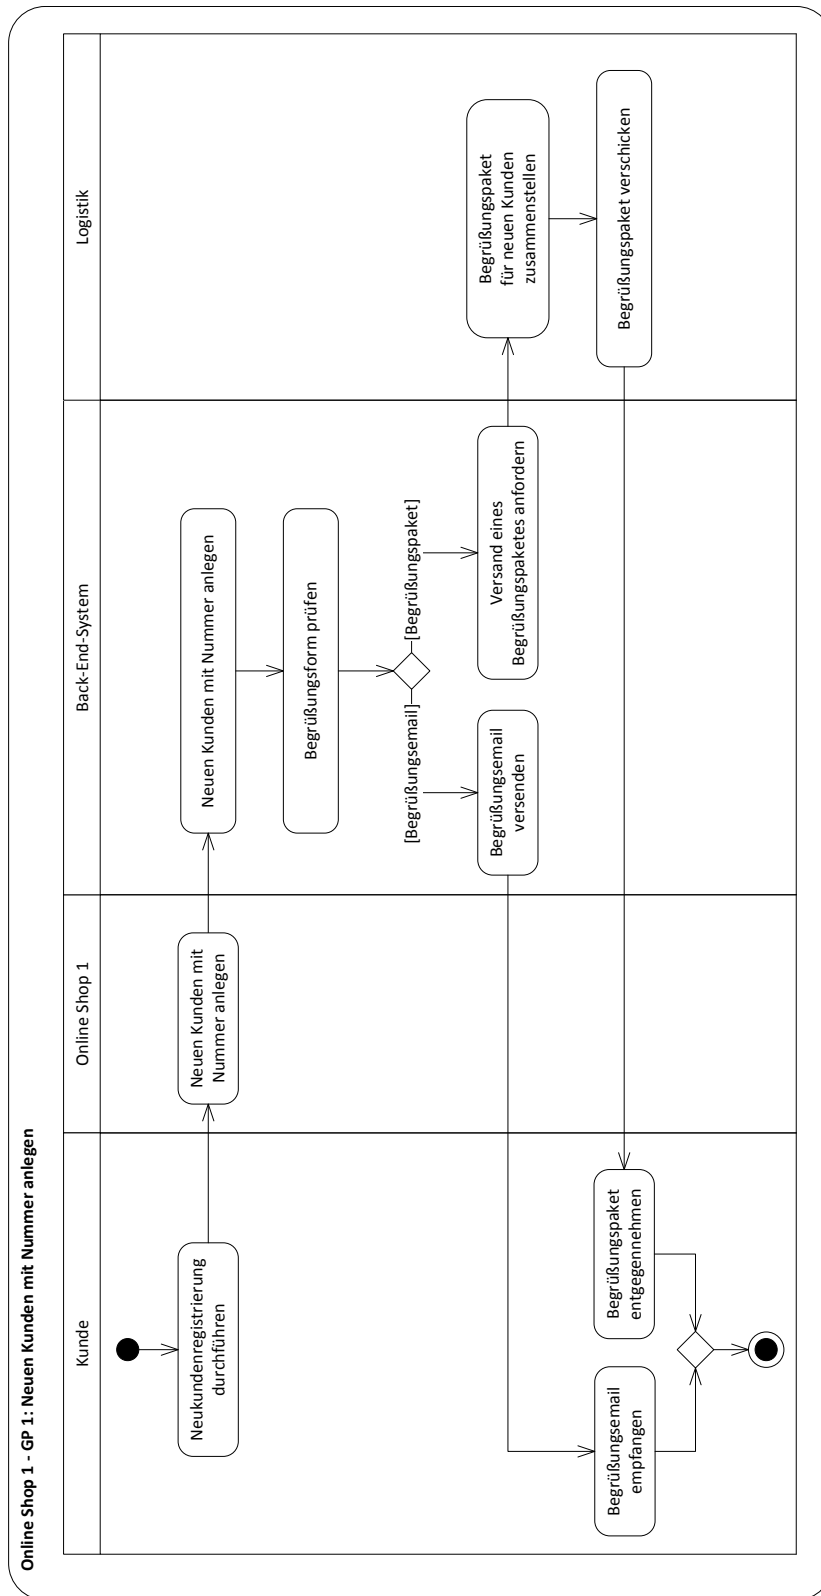 Online Shop 1 - GP 1: Neuen Kunden mit Nummer anlegen
Kunde
Online Shop 1
Back-End-System
Logistik
Neukundenregistrierung
durchführen
Neuen Kunden mit
Nummer anlegen
Neuen Kunden mit Nummer anlegen
Begrüßungsform prüfen
[Begrüßungsemail]
[Begrüßungspaket]
Begrüßungsemail
versenden
Versand eines
Begrüßungspaketes anfordern
Begrüßungspaket
für neuen Kunden
zusammenstellen
Begrüßungspaket verschicken
Begrüßungsemail
empfangen
Begrüßungspaket
entgegennehmen